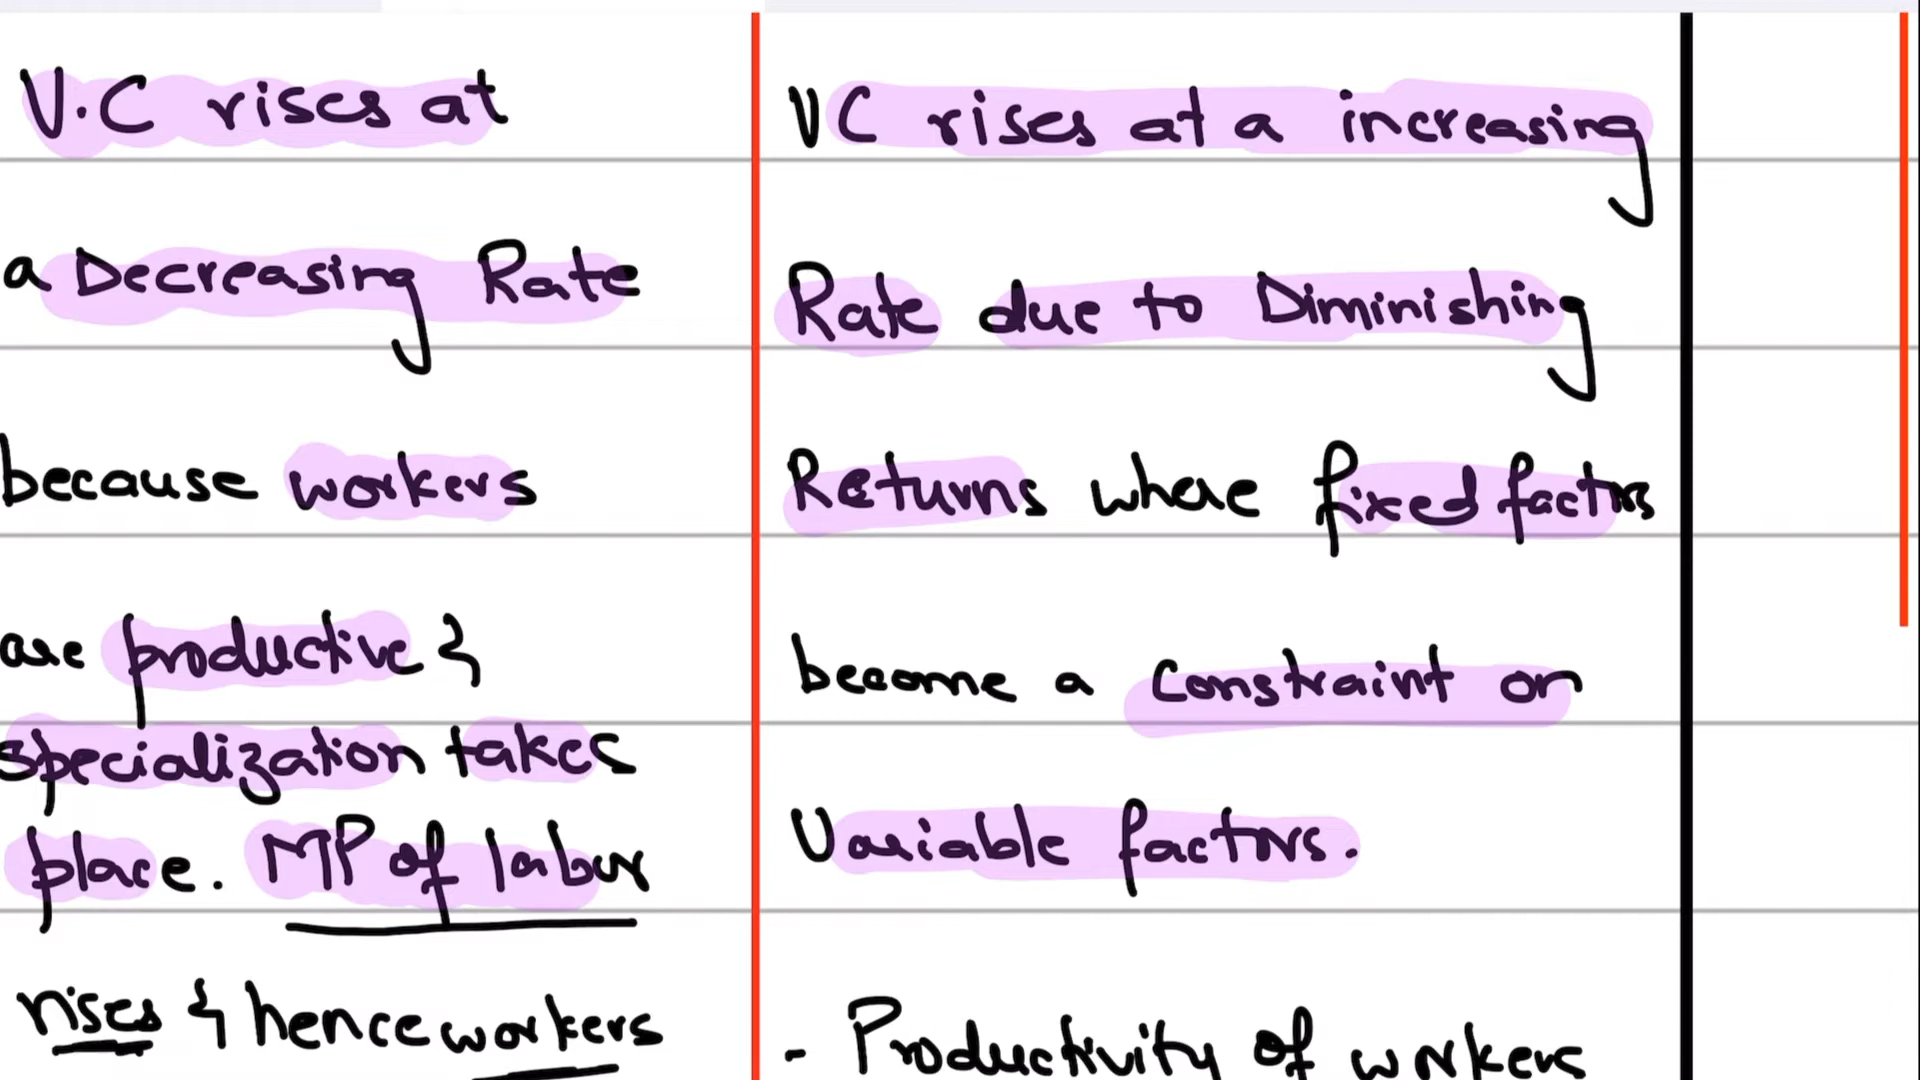 V.C rises at
a Decreasing Rate
because workers
are productive &
specialization takes
place. MP of labur
rises & hence workers
VC rises at a increasing
Rate due to Diminishing
Returns where fixed factors
become a constraint on
Variable factors.
- Productivity of workers